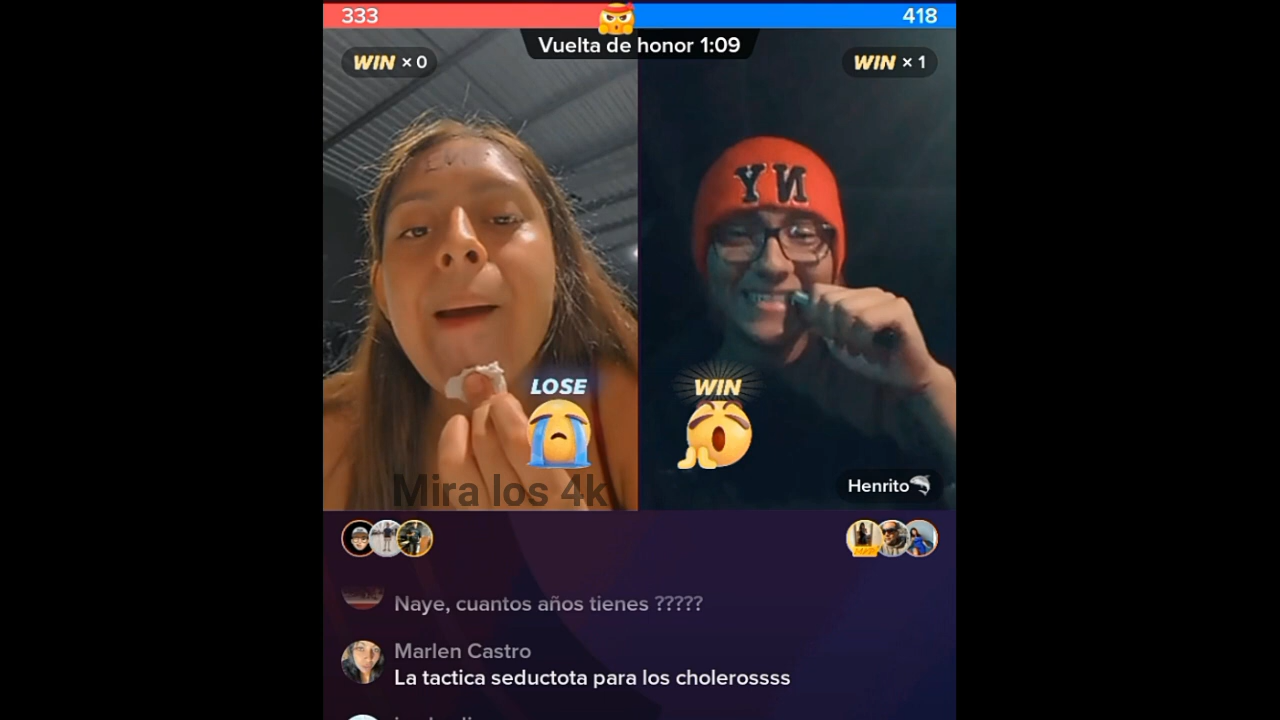 333
418
Vuelta de honor 1:09
WIN × 0
WIN × 1
YN
LOSE
WIN
Mira los 4k
Henrito
Naye, cuantos años tienes ?????
Marlen Castro
La tactica seductota para los cholerossss